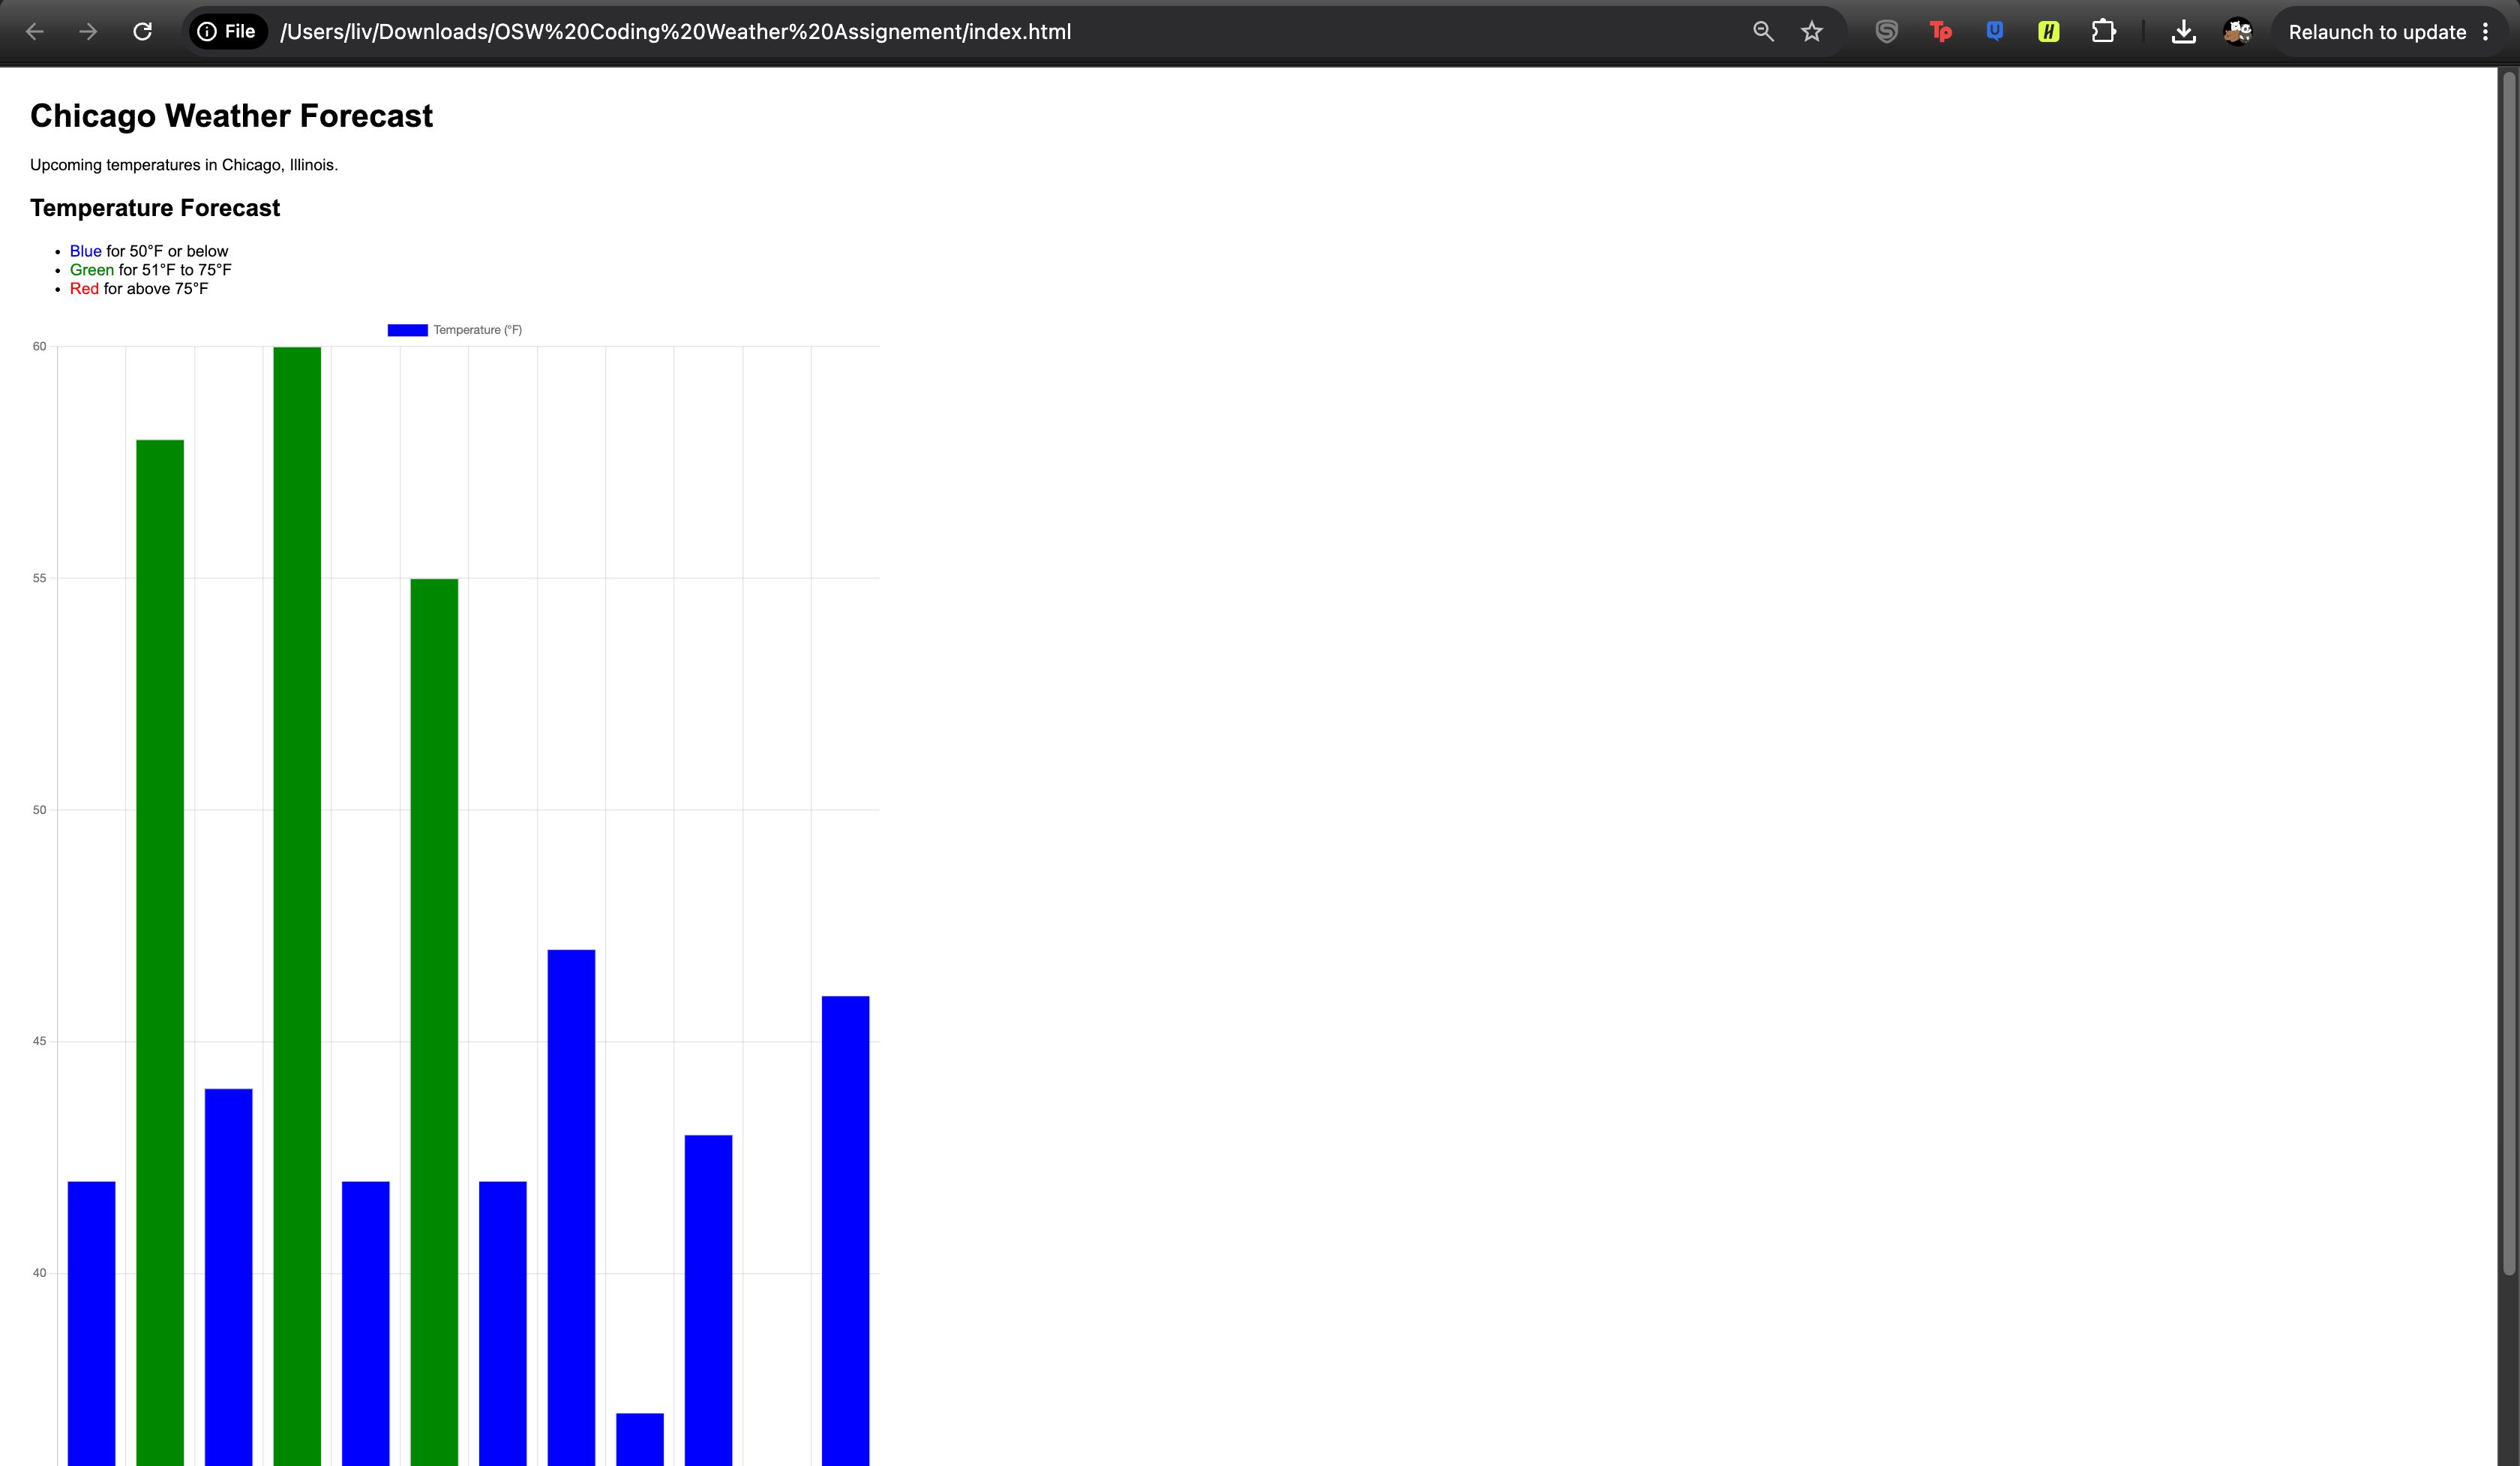 File /Users/liv/Downloads/OSW%20Coding%20Weather%20Assignement/index.html Relaunch to update
Chicago Weather Forecast
Upcoming temperatures in Chicago, Illinois.
Temperature Forecast
Blue for 50°F or below
Green for 51°F to 75°F
Red for above 75°F
Temperature (°F)
60
55
50
45
40